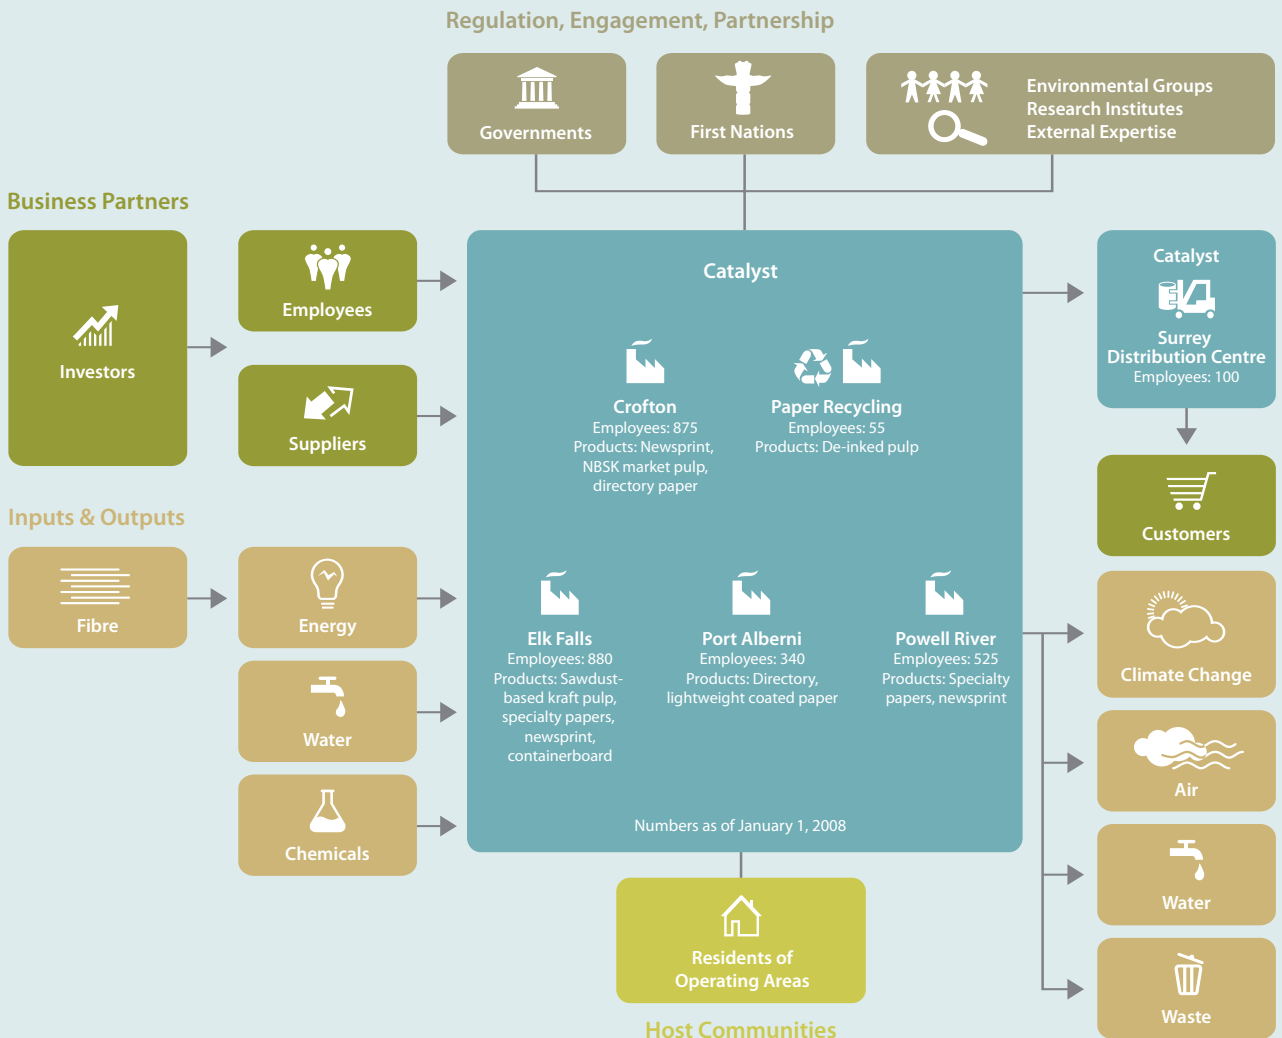 Regulation, Engagement, Partnership
Governments
First Nations
Environmental Groups
Research Institutes
External Expertise
Business Partners
Investors
Employees
Suppliers
Inputs & Outputs
Fibre
Energy
Water
Chemicals
Catalyst
Crofton
Employees: 875
Products: Newsprint,
NBSK market pulp,
directory paper
Paper Recycling
Employees: 55
Products: De-inked pulp
Elk Falls
Employees: 880
Products: Sawdust-
based kraft pulp,
specialty papers,
newsprint,
containerboard
Port Alberni
Employees: 340
Products: Directory,
lightweight coated paper
Powell River
Employees: 525
Products: Specialty
papers, newsprint
Numbers as of January 1, 2008
Catalyst
Surrey
Distribution Centre
Employees: 100
Customers
Climate Change
Air
Water
Waste
Residents of
Operating Areas
Host Communities